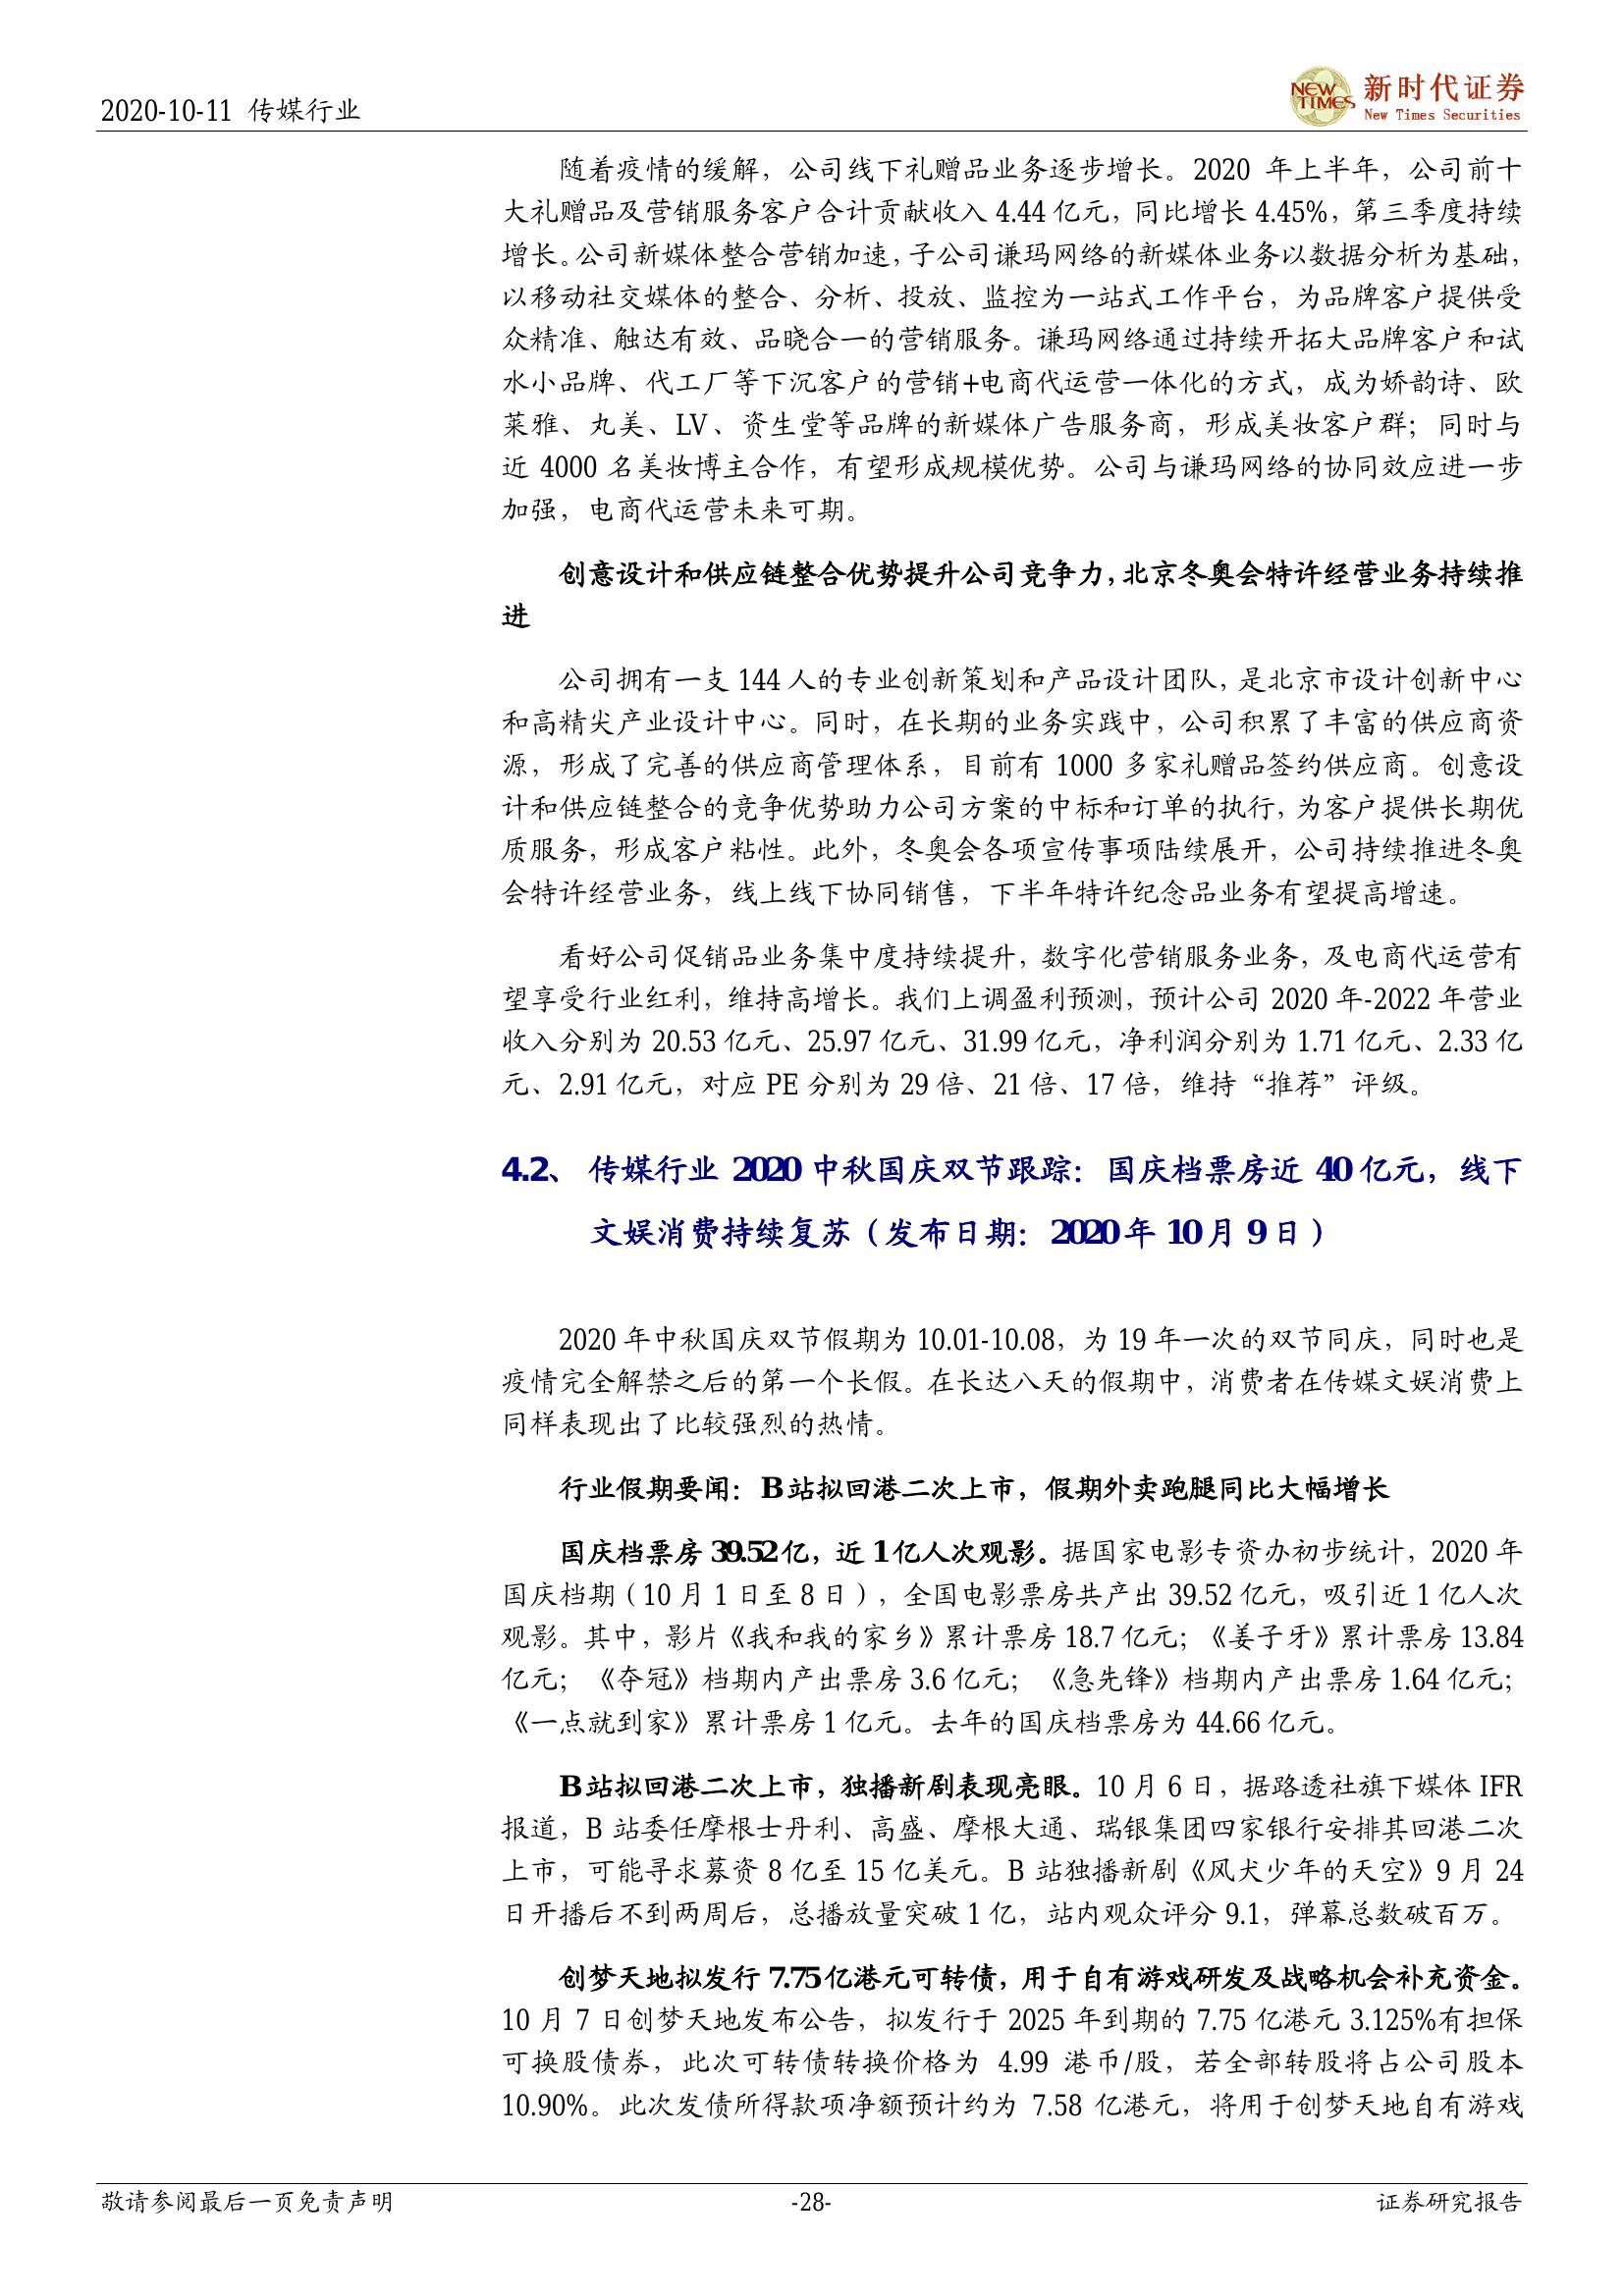 2020-10-11 传媒行业
NEW TIMES
新时代证券
New Times Securities
随着疫情的缓解，公司线下礼赠品业务逐步增长。2020 年上半年，公司前十
大礼赠品及营销服务客户合计贡献收入 4.44 亿元，同比增长 4.45%，第三季度持续
增长。公司新媒体整合营销加速，子公司谦玛网络的新媒体业务以数据分析为基础，
以移动社交媒体的整合、分析、投放、监控为一站式工作平台，为品牌客户提供受
众精准、触达有效、品晓合一的营销服务。谦玛网络通过持续开拓大品牌客户和试
水小品牌、代工厂等下沉客户的营销+电商代运营一体化的方式，成为娇韵诗、欧
莱雅、丸美、LV、资生堂等品牌的新媒体广告服务商，形成美妆客户群；同时与
近 4000 名美妆博主合作，有望形成规模优势。公司与谦玛网络的协同效应进一步
加强，电商代运营未来可期。
创意设计和供应链整合优势提升公司竞争力，北京冬奥会特许经营业务持续推
进
公司拥有一支 144 人的专业创新策划和产品设计团队，是北京市设计创新中心
和高精尖产业设计中心。同时，在长期的业务实践中，公司积累了丰富的供应商资
源，形成了完善的供应商管理体系，目前有 1000 多家礼赠品签约供应商。创意设
计和供应链整合的竞争优势助力公司方案的中标和订单的执行，为客户提供长期优
质服务，形成客户粘性。此外，冬奥会各项宣传事项陆续展开，公司持续推进冬奥
会特许经营业务，线上线下协同销售，下半年特许纪念品业务有望提高增速。
看好公司促销品业务集中度持续提升，数字化营销服务业务，及电商代运营有
望享受行业红利，维持高增长。我们上调盈利预测，预计公司 2020 年-2022 年营业
收入分别为 20.53 亿元、25.97 亿元、31.99 亿元，净利润分别为 1.71 亿元、2.33 亿
元、2.91 亿元，对应 PE 分别为 29 倍、21 倍、17 倍，维持“推荐”评级。
4.2、 传媒行业 2020 中秋国庆双节跟踪：国庆档票房近 40 亿元，线下
文娱消费持续复苏（发布日期：2020 年 10 月 9 日）
2020 年中秋国庆双节假期为 10.01-10.08，为 19 年一次的双节同庆，同时也是
疫情完全解禁之后的第一个长假。在长达八天的假期中，消费者在传媒文娱消费上
同样表现出了比较强烈的热情。
行业假期要闻：B 站拟回港二次上市，假期外卖跑腿同比大幅增长
国庆档票房 39.52 亿，近 1 亿人次观影。据国家电影专资办初步统计，2020 年
国庆档期（10 月 1 日至 8 日），全国电影票房共产出 39.52 亿元，吸引近 1 亿人次
观影。其中，影片《我和我的家乡》累计票房 18.7 亿元；《姜子牙》累计票房 13.84
亿元；《夺冠》档期内产出票房 3.6 亿元；《急先锋》档期内产出票房 1.64 亿元；
《一点就到家》累计票房 1 亿元。去年的国庆档票房为 44.66 亿元。
B 站拟回港二次上市，独播新剧表现亮眼。10 月 6 日，据路透社旗下媒体 IFR
报道，B 站委任摩根士丹利、高盛、摩根大通、瑞银集团四家银行安排其回港二次
上市，可能寻求募资 8 亿至 15 亿美元。B 站独播新剧《风犬少年的天空》9 月 24
日开播后不到两周后，总播放量突破 1 亿，站内观众评分 9.1，弹幕总数破百万。
创梦天地拟发行 7.75 亿港元可转债，用于自有游戏研发及战略机会补充资金。
10 月 7 日创梦天地发布公告，拟发行于 2025 年到期的 7.75 亿港元 3.125%有担保
可换股债券，此次可转债转换价格为 4.99 港币/股，若全部转股将占公司股本
10.90%。此次发债所得款项净额预计约为 7.58 亿港元，将用于创梦天地自有游戏
敬请参阅最后一页免责声明
-28-
证券研究报告